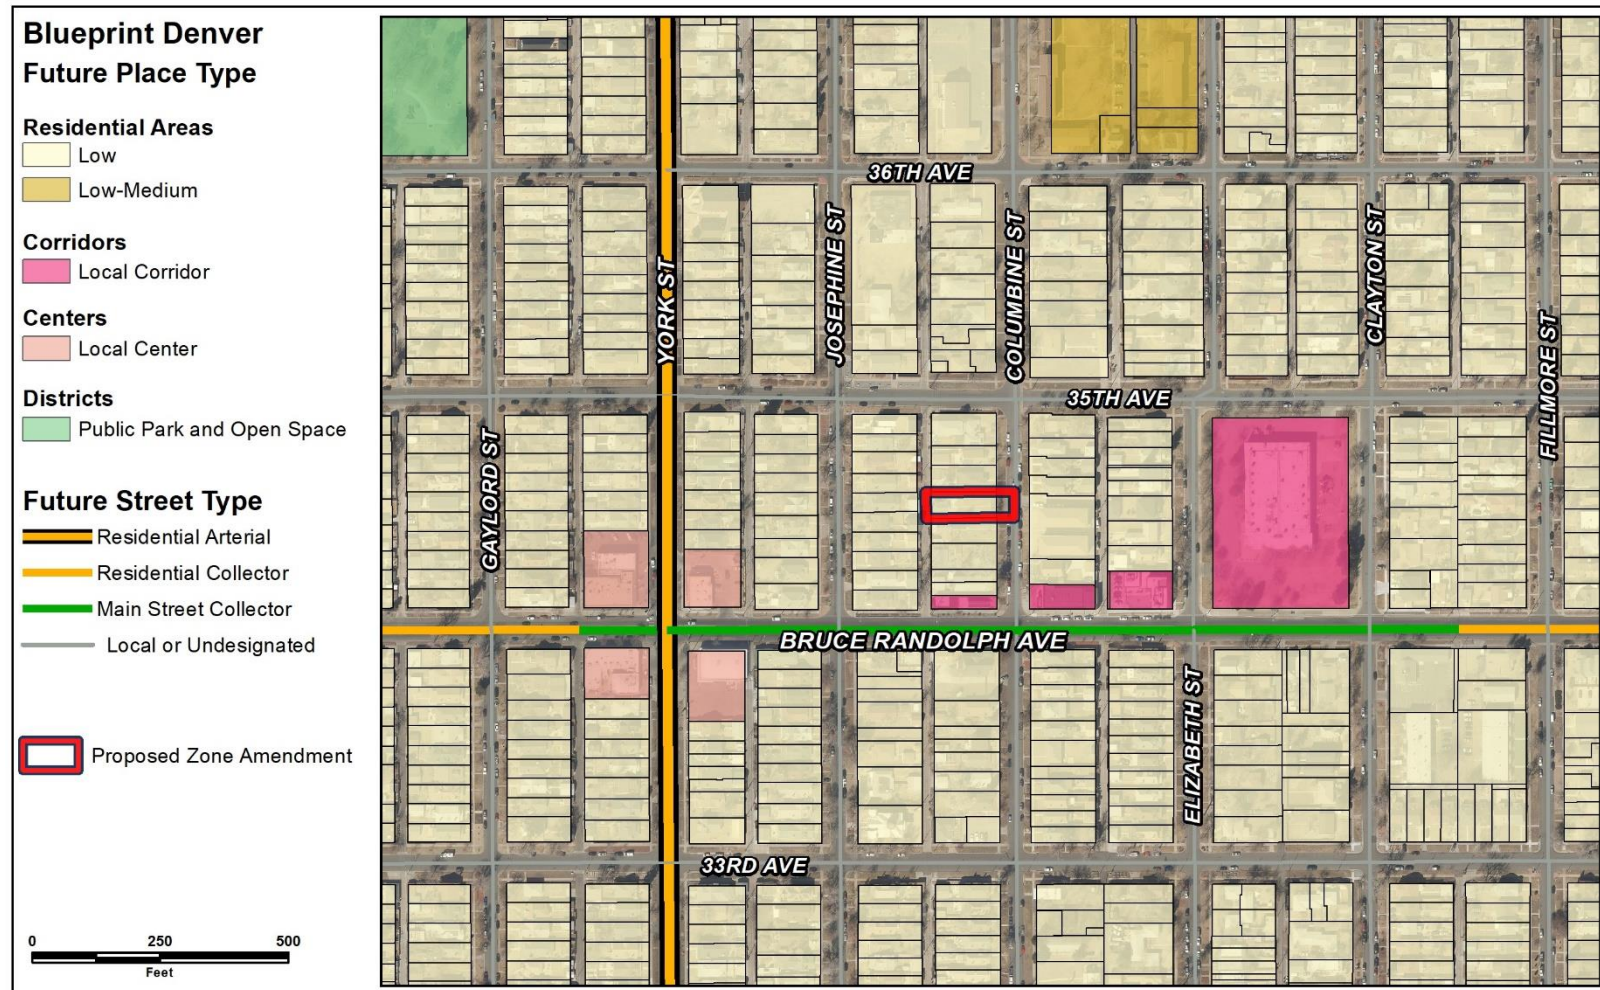 Blueprint Denver
Future Place Type
Residential Areas
Low
Low-Medium
Corridors
Local Corridor
Centers
Local Center
Districts
Public Park and Open Space
Future Street Type
Residential Arterial
Residential Collector
Main Street Collector
Local or Undesignated
Proposed Zone Amendment
0 250 500
Feet
36TH AVE
YORK ST
JOSEPHINE ST
COLUMBINE ST
CLAYTON ST
FILLMORE ST
35TH AVE
GAYLORD ST
BRUCE RANDOLPH AVE
ELIZABETH ST
33RD AVE